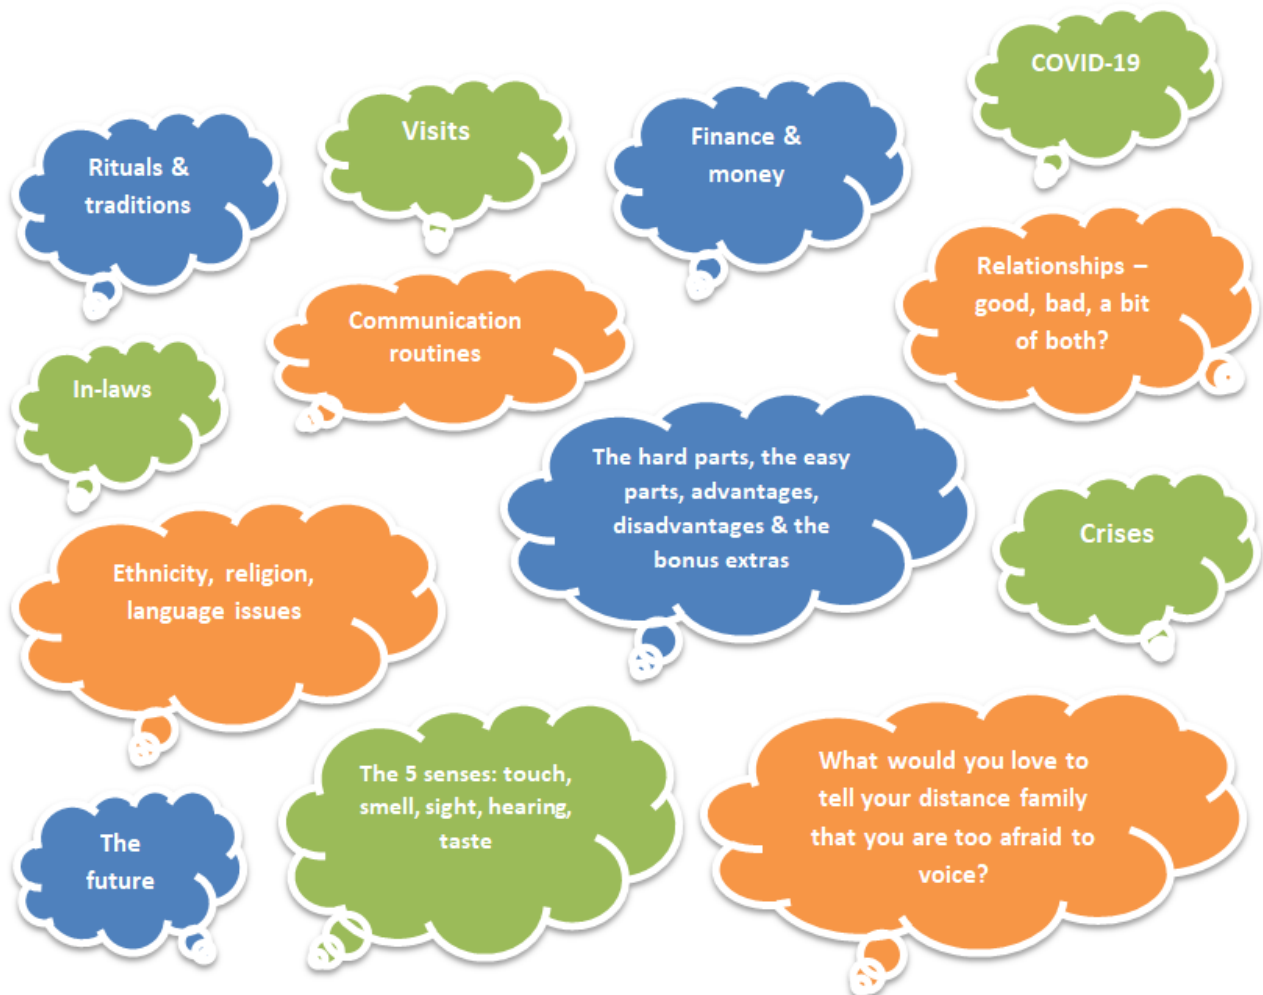 COVID-19
Visits
Finance &
money
Rituals &
traditions
Relationships –
good, bad, a bit
of both?
Communication
routines
In-laws
The hard parts, the easy
parts, advantages,
disadvantages & the
bonus extras
Crises
Ethnicity, religion,
language issues
What would you love to
tell your distance family
that you are too afraid to
voice?
The 5 senses: touch,
smell, sight, hearing,
taste
The
future